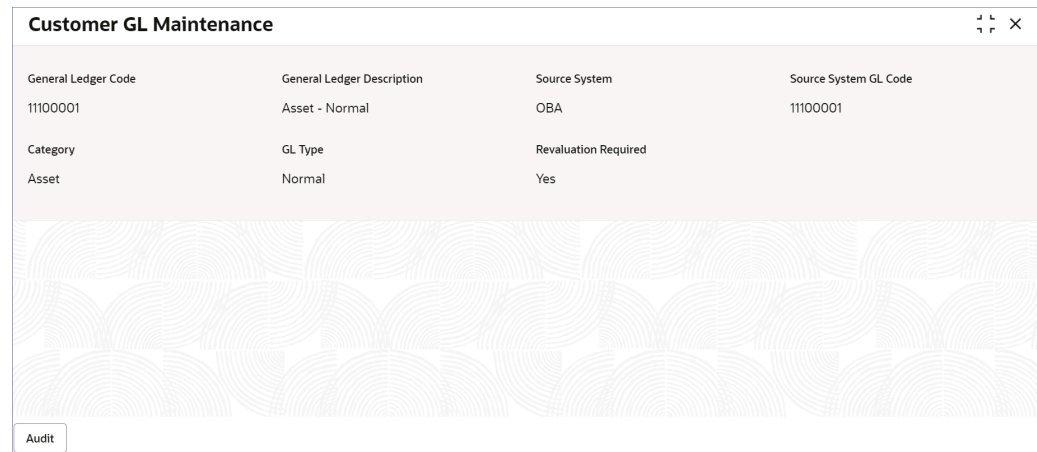 Customer GL Maintenance
General Ledger Code General Ledger Description Source System Source System GL Code
11100001 Asset - Normal OBA 11100001
Category GL Type Revaluation Required
Asset Normal Yes
Audit